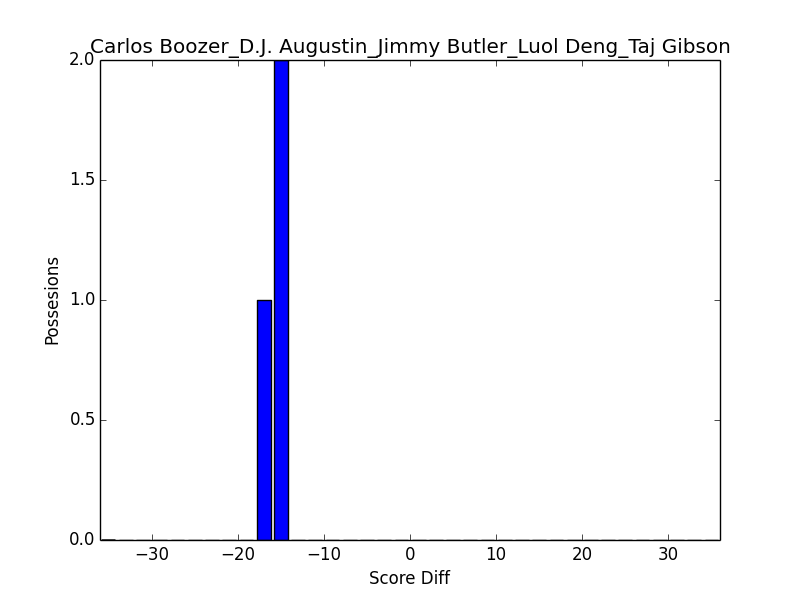 Carlos Boozer_D.J. Augustin_Jimmy Butler_Luol Deng_Taj Gibson
2.0
1.5
1.0
0.5
0.0
Possesions
−30 −20 −10 0 10 20 30
Score Diff